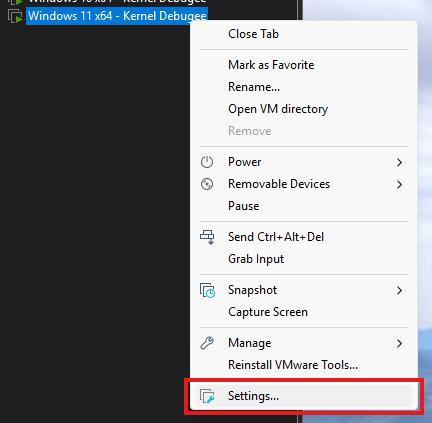 Windows 10 x64 - Kernel Debugee
Windows 11 x64 - Kernel Debugee
Close Tab
Mark as Favorite
Rename...
Open VM directory
Remove
Power
Removable Devices
Pause
Send Ctrl+Alt+Del
Grab Input
Snapshot
Capture Screen
Manage
Reinstall VMware Tools...
Settings...